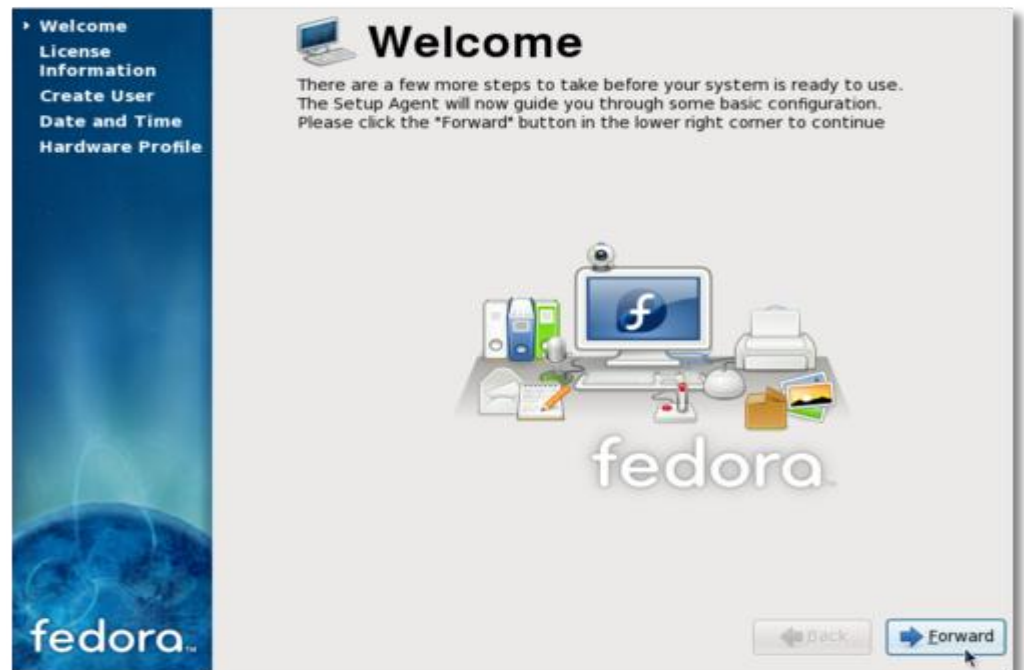 Welcome
License
Information
Create User
Date and Time
Hardware Profile
fedora™
Welcome
There are a few more steps to take before your system is ready to use.
The Setup Agent will now guide you through some basic configuration.
Please click the "Forward" button in the lower right corner to continue
fedora™
Back
Forward